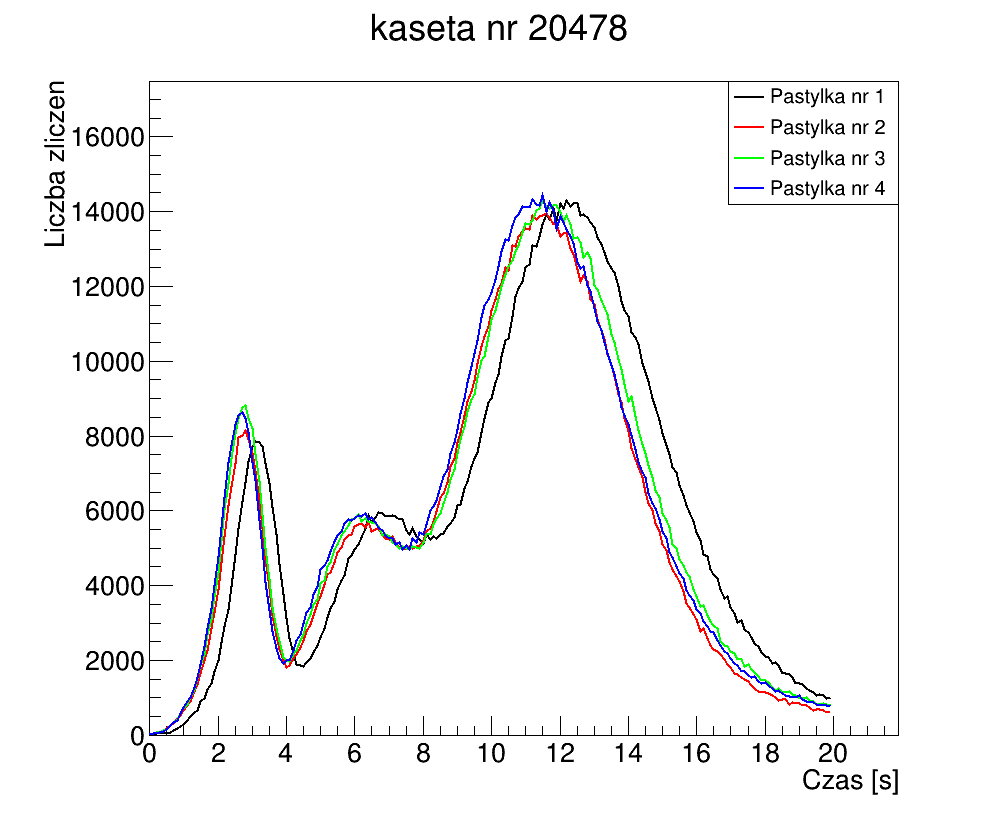 kaseta nr 20478
Liczba zliczen
Pastylka nr 1
Pastylka nr 2
Pastylka nr 3
Pastylka nr 4
16000
14000
12000
10000
8000
6000
4000
2000
0
0 2 4 6 8 10 12 14 16 18 20
Czas [s]